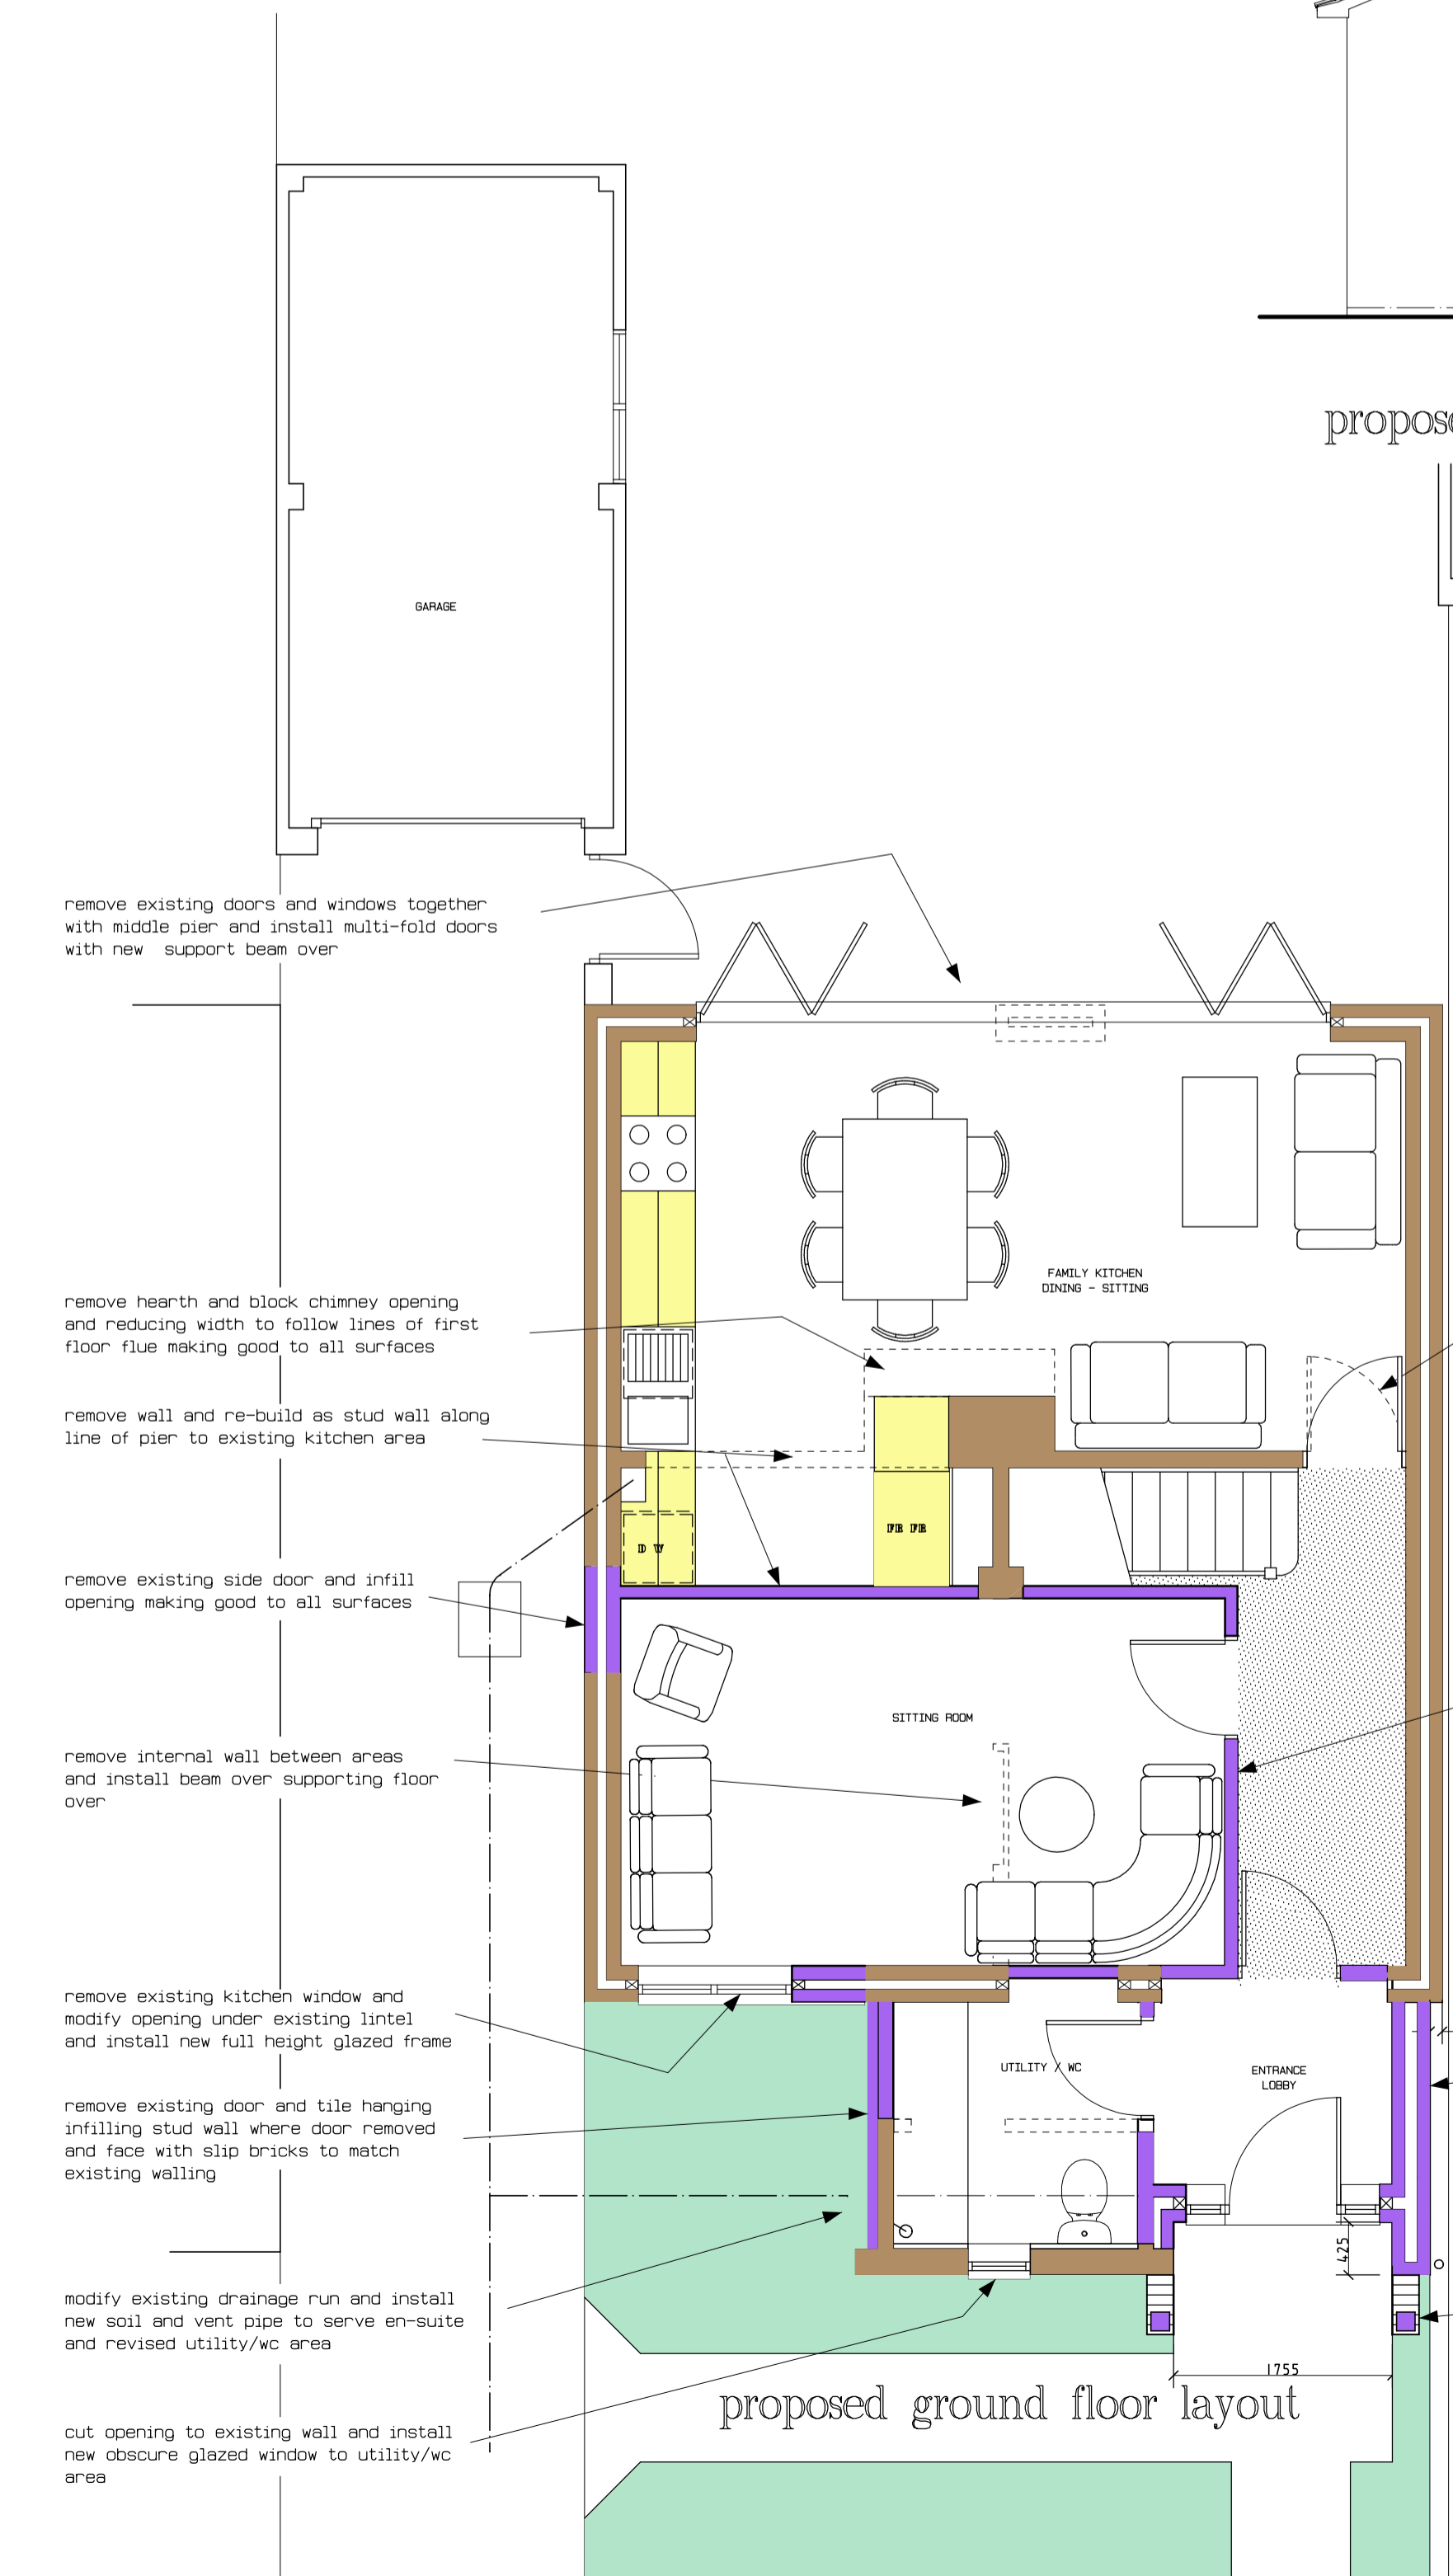 propos
GARAGE
remove existing doors and windows together
with middle pier and install multi-fold doors
with new support beam over
FAMILY KITCHEN
DINING - SITTING
remove hearth and block chimney opening
and reducing width to follow lines of first
floor flue making good to all surfaces
remove wall and re-build as stud wall along
line of pier to existing kitchen area
FR FR
D W
remove existing side door and infill
opening making good to all surfaces
SITTING ROOM
remove internal wall between areas
and install beam over supporting floor
over
remove existing kitchen window and
modify opening under existing lintel
and install new full height glazed frame
UTILITY / WC
ENTRANCE
LOBBY
remove existing door and tile hanging
infilling stud wall where door removed
and face with slip bricks to match
existing walling
425
modify existing drainage run and install
new soil and vent pipe to serve en-suite
and revised utility/wc area
1755
proposed ground floor layout
cut opening to existing wall and install
new obscure glazed window to utility/wc
area